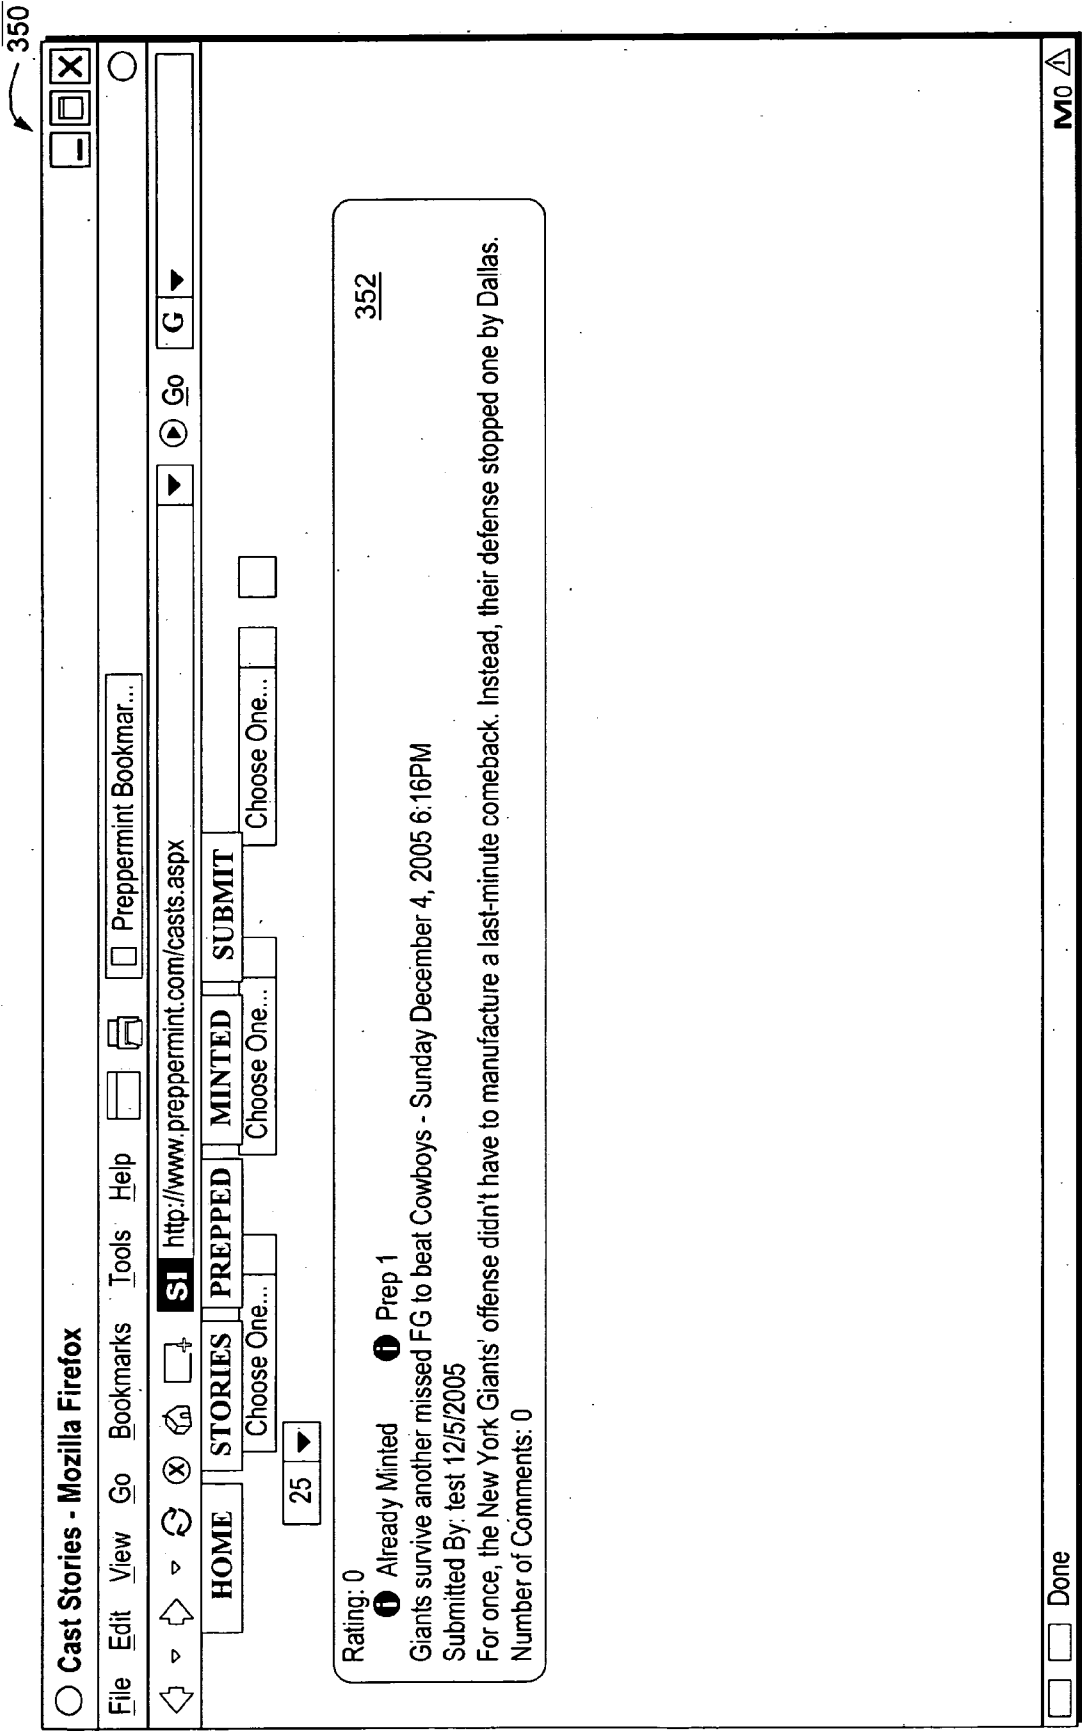 350
Cast Stories - Mozilla Firefox
File Edit View Go Bookmarks Tools Help Preppermint Bookmar...
SI http://www.preppermint.com/casts.aspx Go G
HOME STORIES PREPPED MINTED SUBMIT
Choose One... Choose One... Choose One...
25
Rating: 0
352
Already Minted Prep 1
Giants survive another missed FG to beat Cowboys - Sunday December 4, 2005 6:16PM
Submitted By: test 12/5/2005
For once, the New York Giants' offense didn't have to manufacture a last-minute comeback. Instead, their defense stopped one by Dallas.
Number of Comments: 0
Done M0